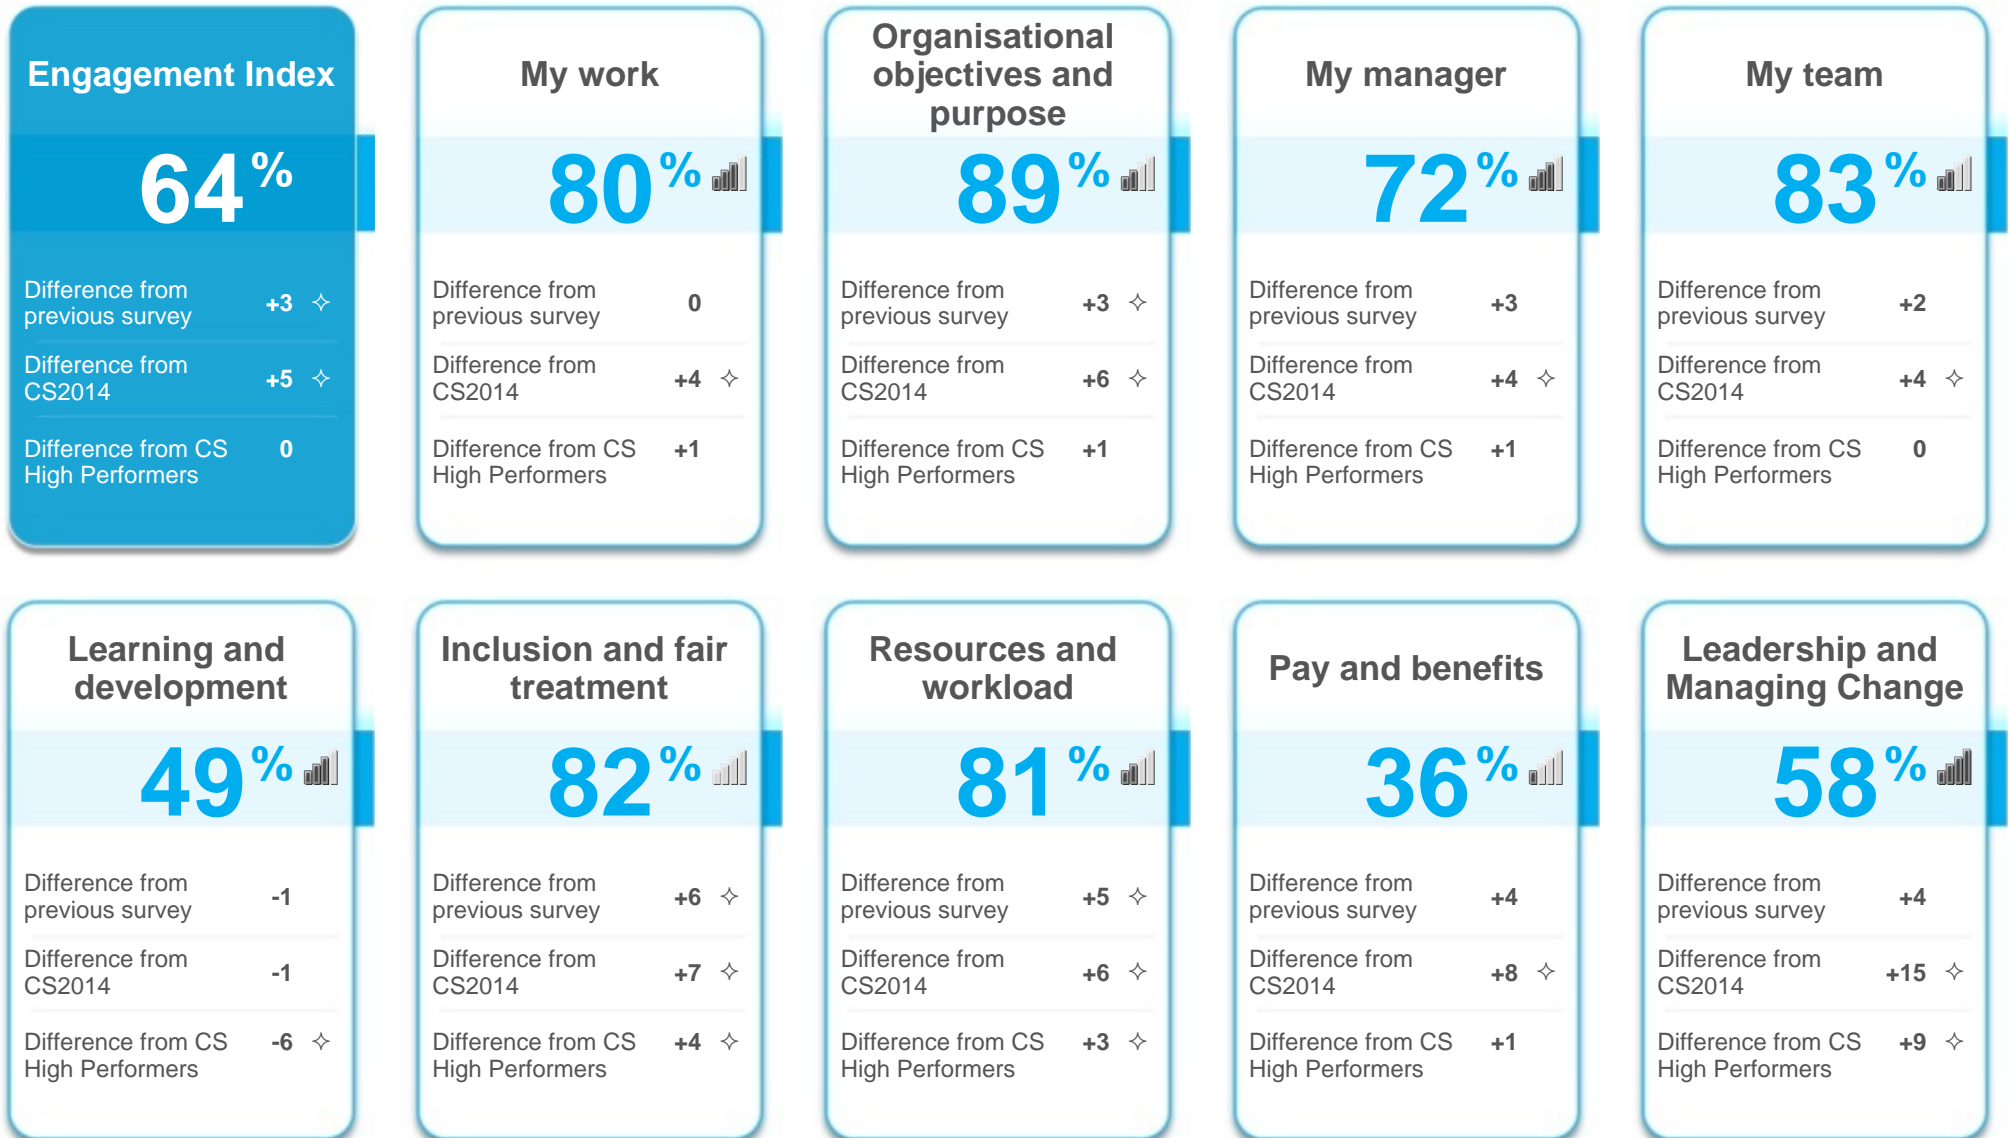 Engagement Index
64%
Difference from
previous survey +3 ✧
Difference from
CS2014 +5 ✧
Difference from CS
High Performers 0
My work
80%
Difference from
previous survey 0
Difference from
CS2014 +4 ✧
Difference from CS
High Performers +1
Organisational
objectives and
purpose
89%
Difference from
previous survey +3 ✧
Difference from
CS2014 +6 ✧
Difference from CS
High Performers +1
My manager
72%
Difference from
previous survey +3
Difference from
CS2014 +4 ✧
Difference from CS
High Performers +1
My team
83%
Difference from
previous survey +2
Difference from
CS2014 +4 ✧
Difference from CS
High Performers 0
Learning and
development
49%
Difference from
previous survey -1
Difference from
CS2014 -1
Difference from CS
High Performers -6 ✧
Inclusion and fair
treatment
82%
Difference from
previous survey +6 ✧
Difference from
CS2014 +7 ✧
Difference from CS
High Performers +4 ✧
Resources and
workload
81%
Difference from
previous survey +5 ✧
Difference from
CS2014 +6 ✧
Difference from CS
High Performers +3 ✧
Pay and benefits
36%
Difference from
previous survey +4
Difference from
CS2014 +8 ✧
Difference from CS
High Performers +1
Leadership and
Managing Change
58%
Difference from
previous survey +4
Difference from
CS2014 +15 ✧
Difference from CS
High Performers +9 ✧